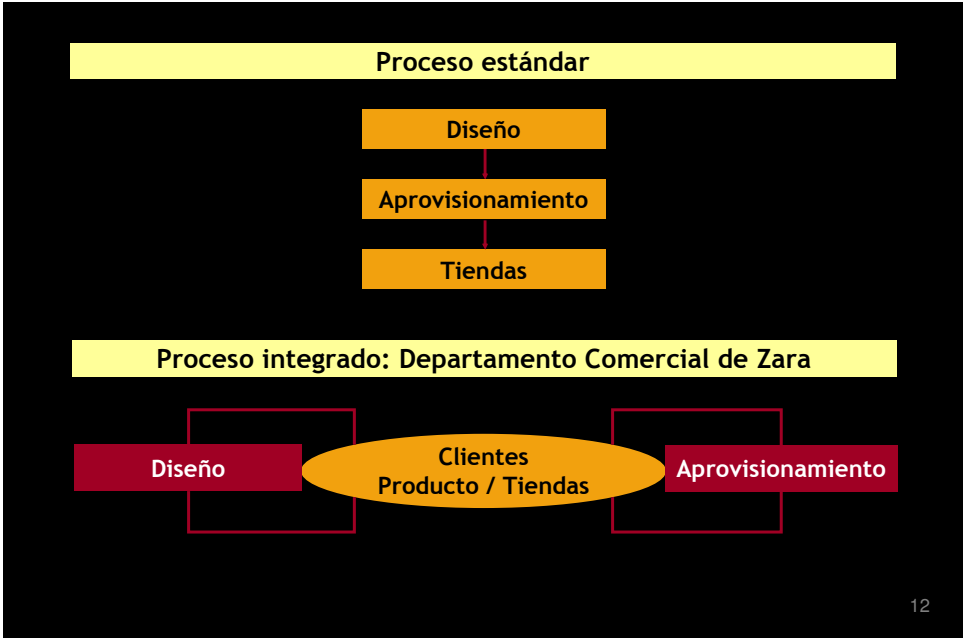 Proceso estándar
Diseño
Aprovisionamiento
Tiendas
Proceso integrado: Departamento Comercial de Zara
Diseño
Clientes
Producto / Tiendas
Aprovisionamiento
12